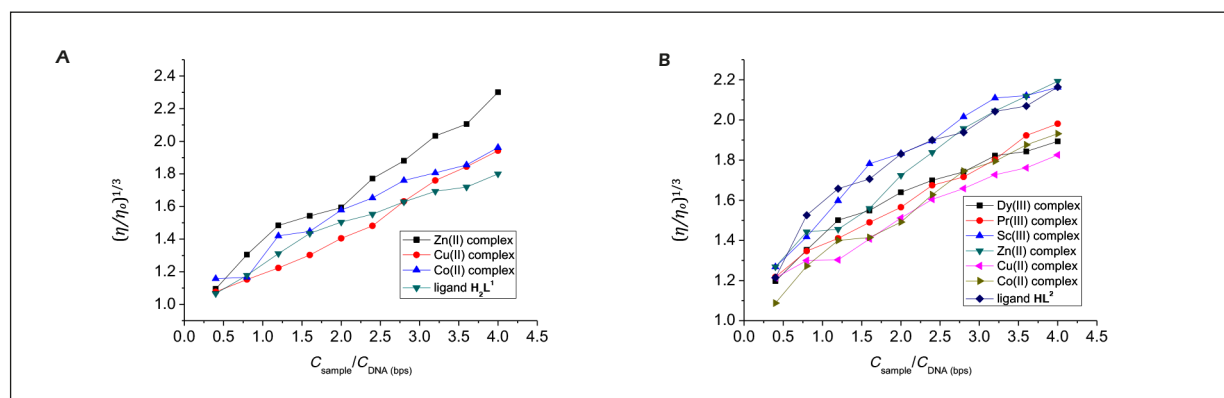 A
(η/η₀)¹/³
2.4
2.2
2.0
1.8
1.6
1.4
1.2
1.0
Zn(II) complex
Cu(II) complex
Co(II) complex
ligand H₂L¹
0.0 0.5 1.0 1.5 2.0 2.5 3.0 3.5 4.0 4.5
C sample/C DNA (bps)
B
(η/η₀)¹/³
2.2
2.0
1.8
1.6
1.4
1.2
1.0
Dy(III) complex
Pr(III) complex
Sc(III) complex
Zn(II) complex
Cu(II) complex
Co(II) complex
ligand HL²
0.0 0.5 1.0 1.5 2.0 2.5 3.0 3.5 4.0 4.5
C sample/C DNA (bps)